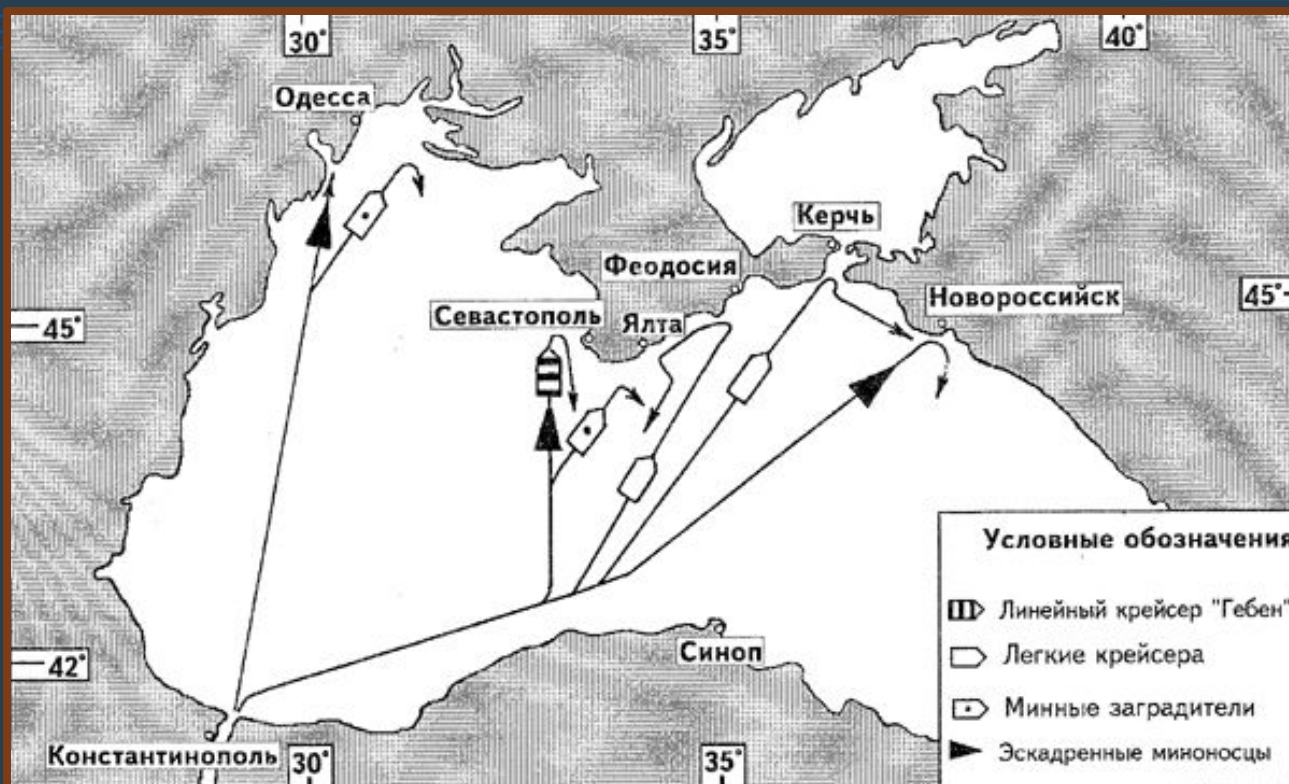 30°
35°
40°
Одесса
Керчь
Феодосия
Новороссийск
45°
Севастополь
Ялта
45°
Условные обозначения
Линейный крейсер "Гебен"
Синоп
42°
Легкие крейсера
Минные заградители
Константинополь
30°
35°
Эскадренные миноносцы